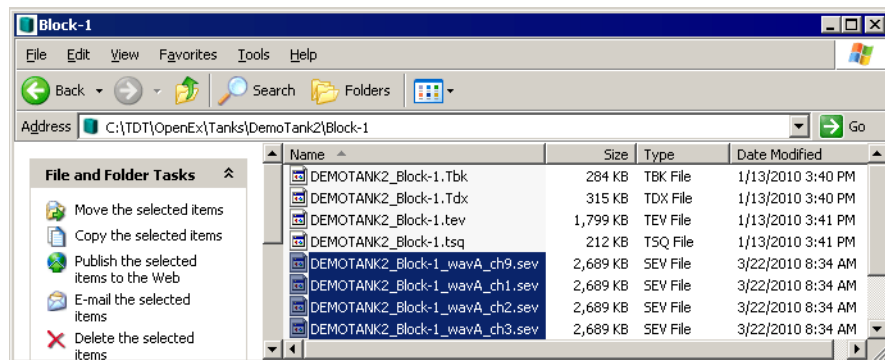 Block-1
File Edit View Favorites Tools Help
Back Search Folders
Address C:\TDT\OpenEx\Tanks\DemoTank2\Block-1 Go
File and Folder Tasks
Move the selected items
Copy the selected items
Publish the selected
items to the Web
E-mail the selected
items
Delete the selected
items
Name Size Type Date Modified
DEMOTANK2_Block-1.Tbk 284 KB TBK File 1/13/2010 3:40 PM
DEMOTANK2_Block-1.Tdx 315 KB TDX File 1/13/2010 3:40 PM
DEMOTANK2_Block-1.tev 1,799 KB TEV File 1/13/2010 3:41 PM
DEMOTANK2_Block-1.tsq 212 KB TSQ File 1/13/2010 3:41 PM
DEMOTANK2_Block-1_wavA_ch9.sev 2,689 KB SEV File 3/22/2010 8:34 AM
DEMOTANK2_Block-1_wavA_ch1.sev 2,689 KB SEV File 3/22/2010 8:34 AM
DEMOTANK2_Block-1_wavA_ch2.sev 2,689 KB SEV File 3/22/2010 8:34 AM
DEMOTANK2_Block-1_wavA_ch3.sev 2,689 KB SEV File 3/22/2010 8:34 AM